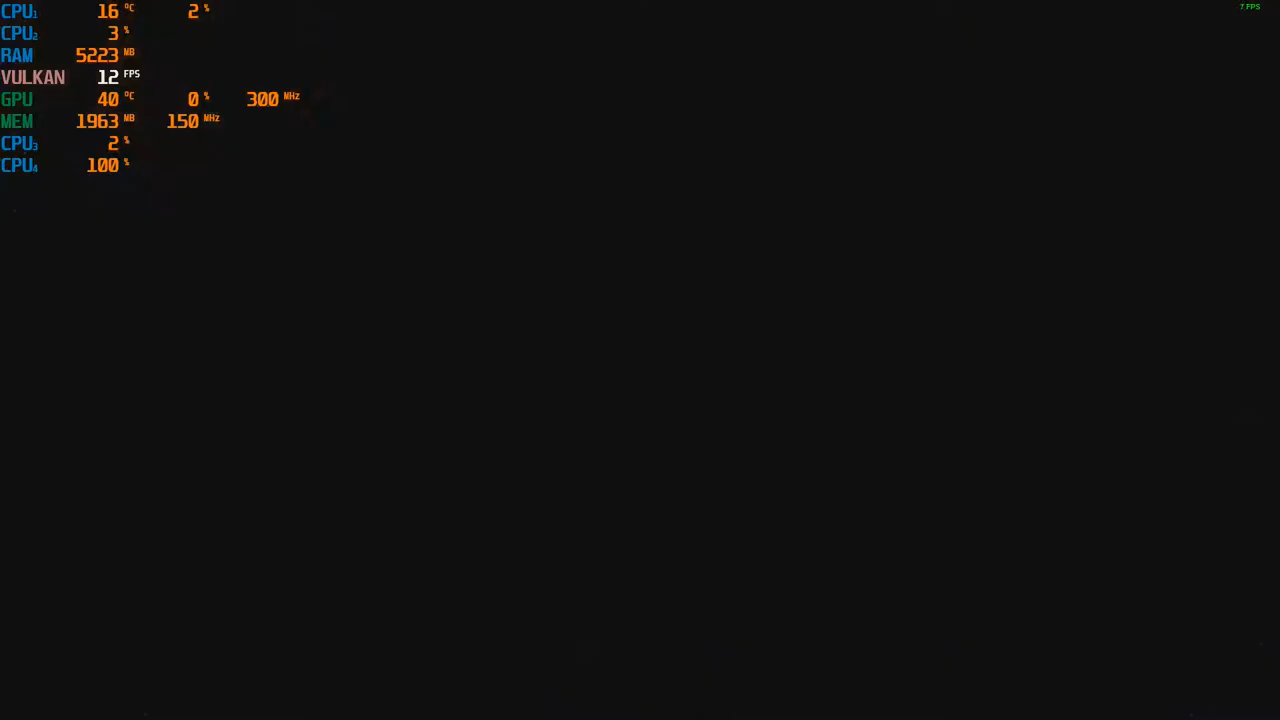 CPU1 16 °C 2 % 7 FPS
CPU2 3 %
RAM 5223 MB
VULKAN 12 FPS
GPU 40 °C 0 % 300 MHz
MEM 1963 MB 150 MHz
CPU3 2 %
CPU4 100 %